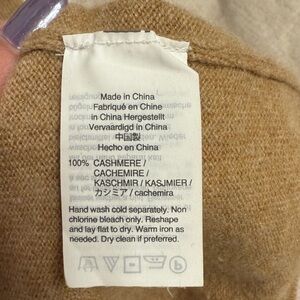 Made in China
Fabriqué en Chine
in China Hergestellt
Vervaardigd in China
中国製
Hecho en China
100% CASHMERE /
CACHEMIRE /
KASCHMIR / KASJMIER /
カシミア / cachemira
Hand wash cold separately. Non
chlorine bleach only. Reshape
and lay flat to dry. Warm iron as
needed. Dry clean if preferred.
P